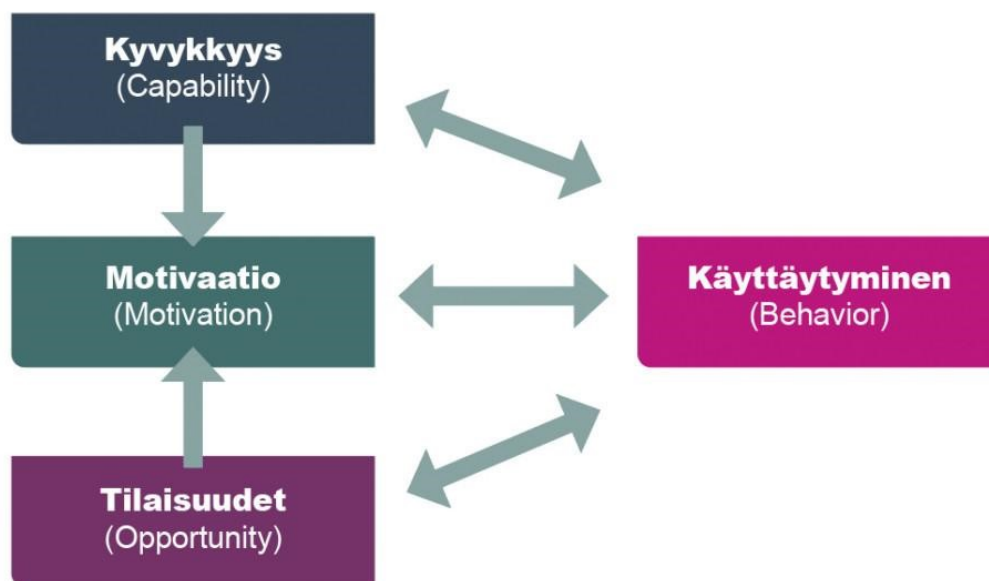 Kyvykkyys
(Capability)
Motivaatio
(Motivation)
Käyttäytyminen
(Behavior)
Tilaisuudet
(Opportunity)